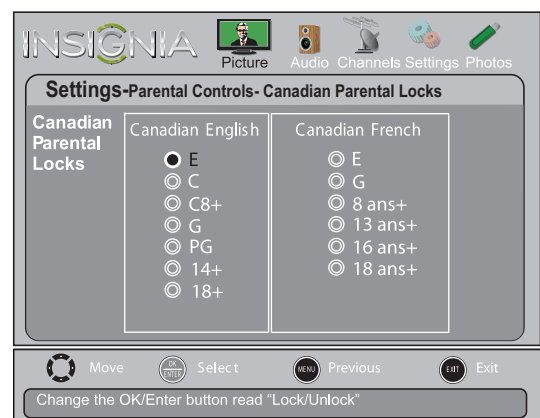 INSIGNIA
Picture Audio Channels Settings Photos
Settings-Parental Controls- Canadian Parental Locks
Canadian
Parental
Locks
Canadian English
E
C
C8+
G
PG
14+
18+
Canadian French
E
G
8 ans+
13 ans+
16 ans+
18 ans+
Move OK ENTER Select MENU Previous EXIT Exit
Change the OK/Enter button read “Lock/Unlock”